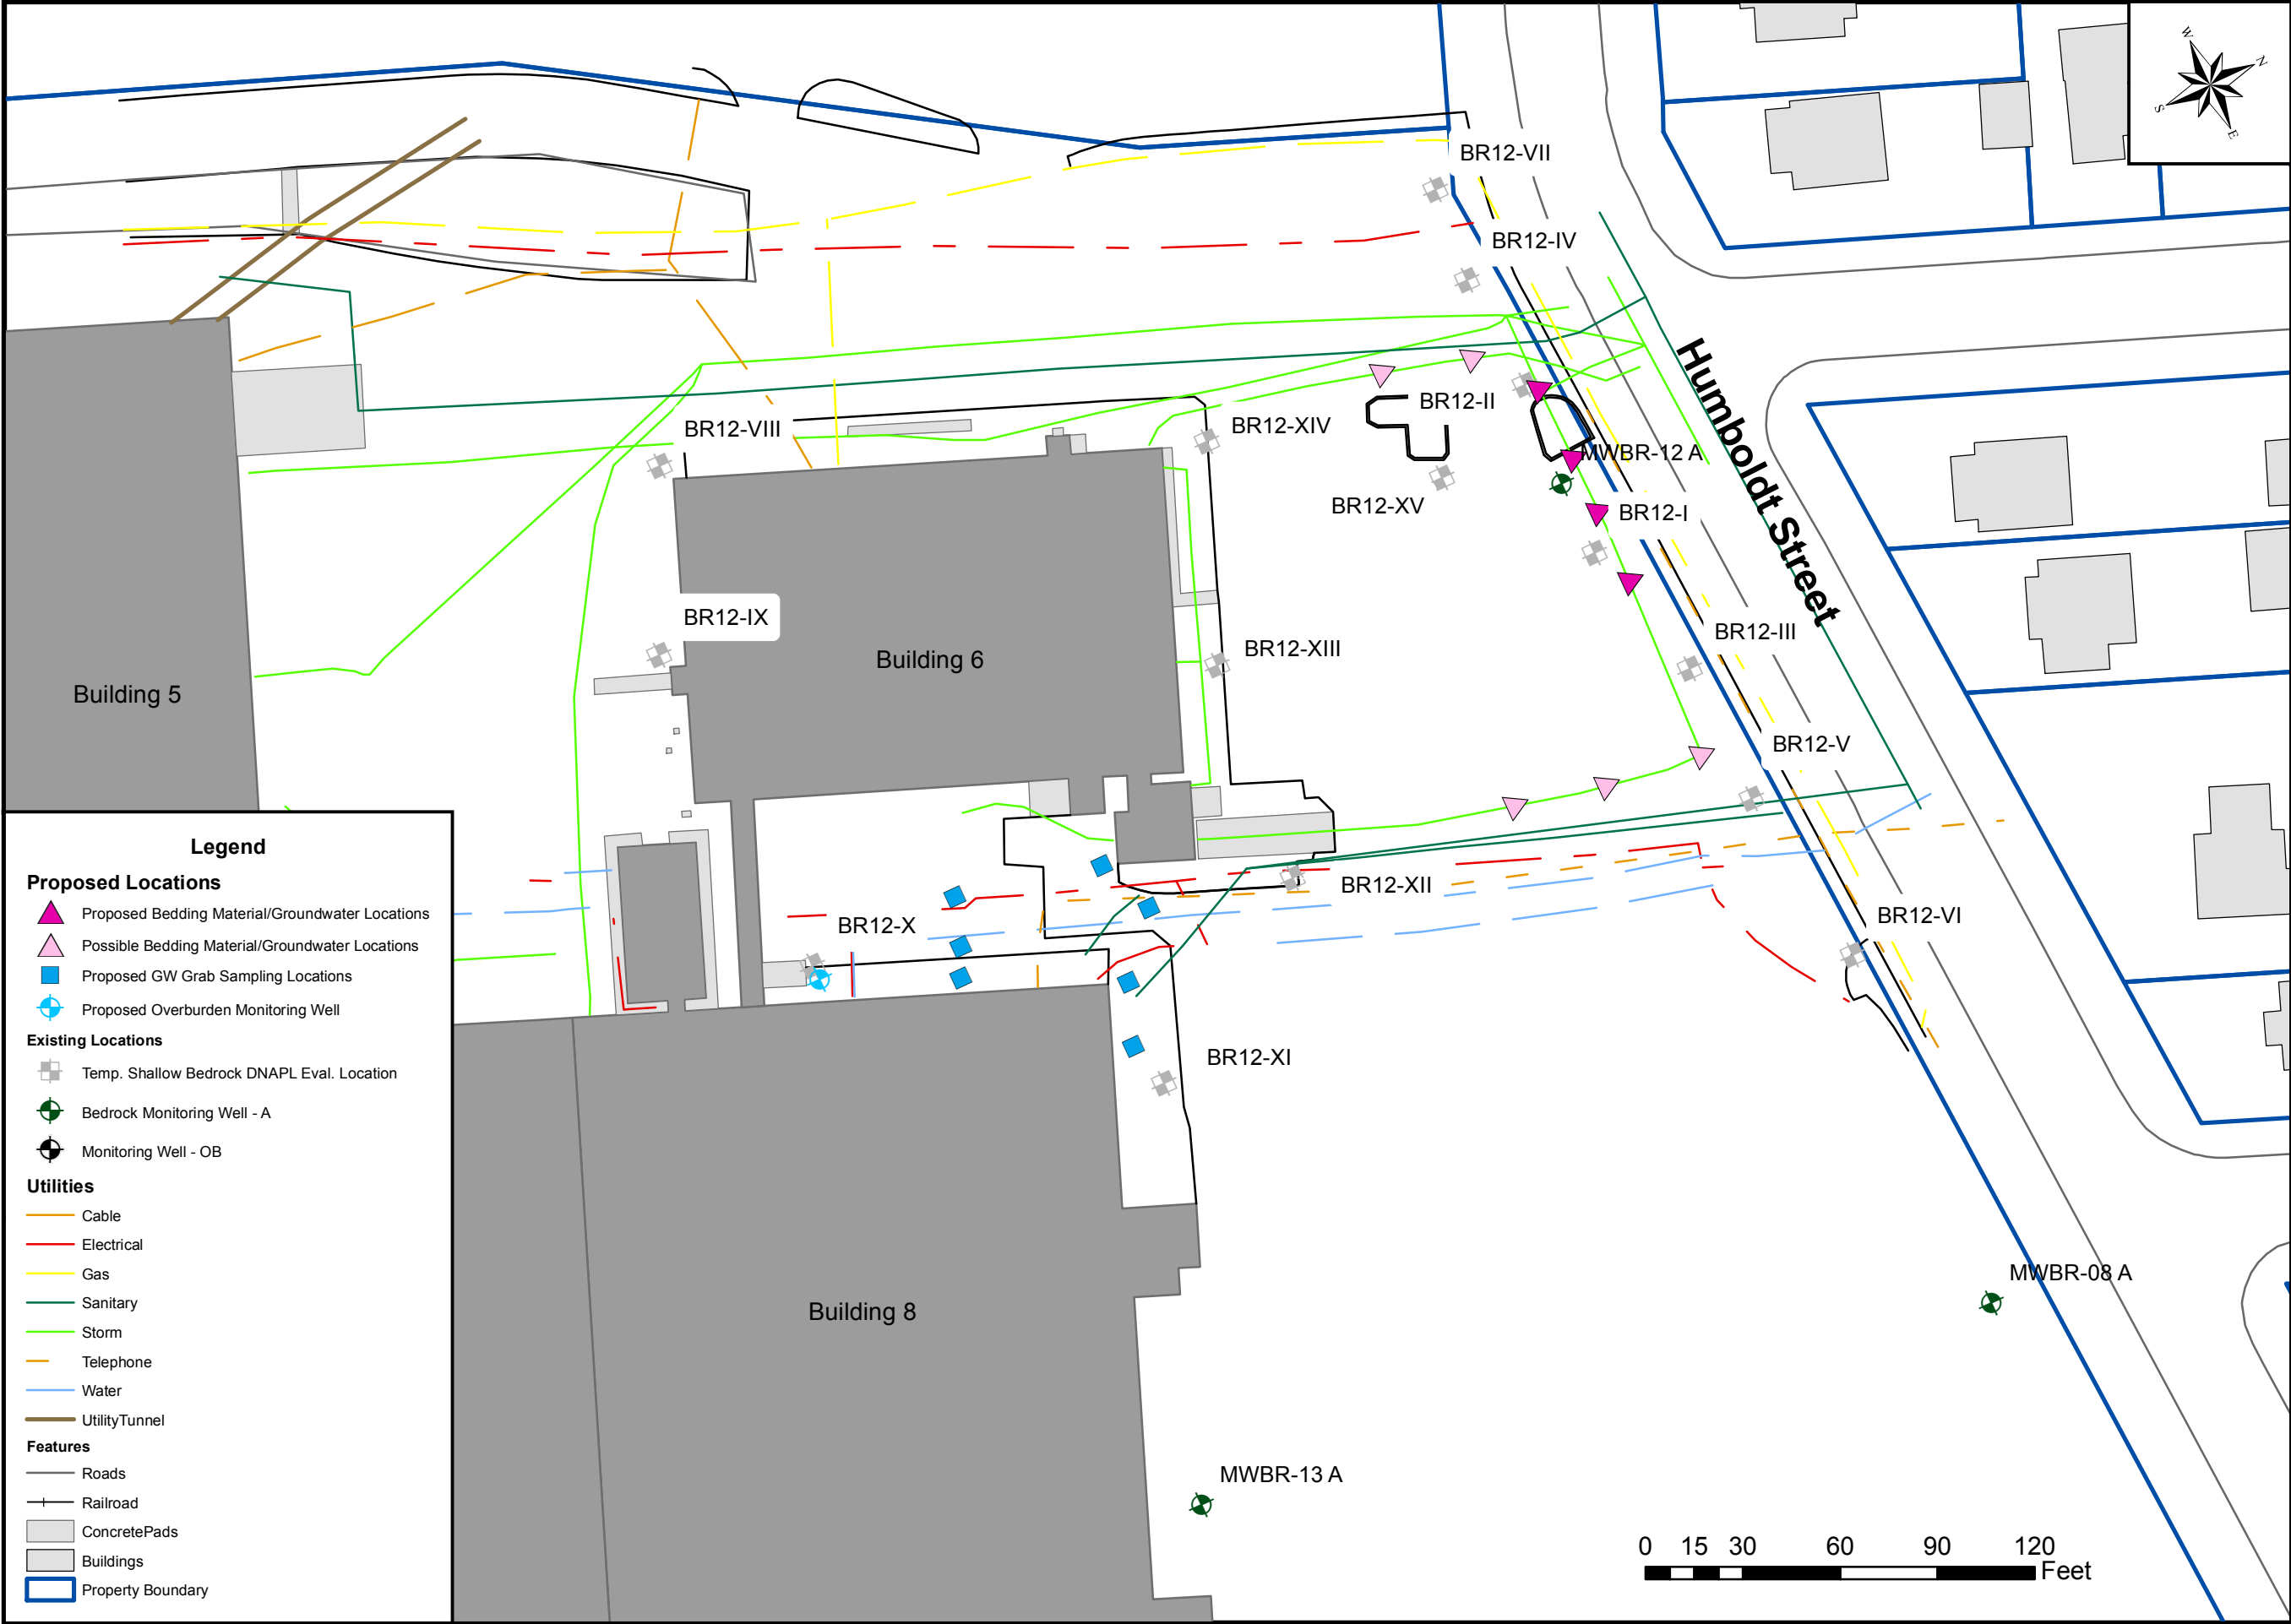 W
N
S
E
BR12-VII
BR12-IV
BR12-II
BR12-XIV
BR12-VIII
MWBR-12 A
BR12-XV
BR12-I
Humboldt Street
BR12-IX
BR12-III
BR12-XIII
Building 6
Building 5
BR12-V
BR12-XII
BR12-VI
BR12-X
BR12-XI
MWBR-08 A
Building 8
MWBR-13 A
Legend
Proposed Locations
Proposed Bedding Material/Groundwater Locations
Possible Bedding Material/Groundwater Locations
Proposed GW Grab Sampling Locations
Proposed Overburden Monitoring Well
Existing Locations
Temp. Shallow Bedrock DNAPL Eval. Location
Bedrock Monitoring Well - A
Monitoring Well - OB
Utilities
Cable
Electrical
Gas
Sanitary
Storm
Telephone
Water
UtilityTunnel
Features
Roads
Railroad
ConcretePads
Buildings
Property Boundary
0 15 30 60 90 120
Feet